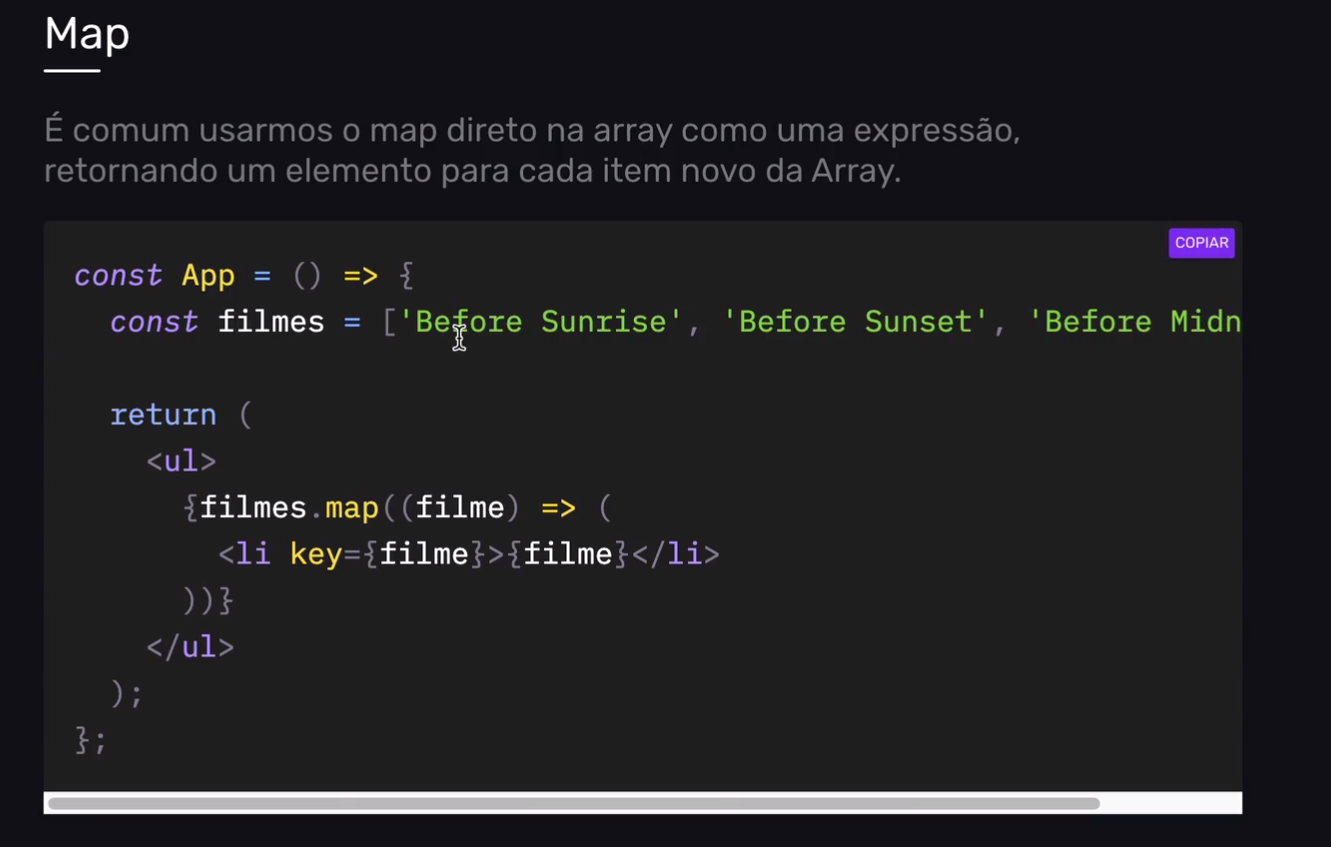 Map
É comum usarmos o map direto na array como uma expressão,
retornando um elemento para cada item novo da Array.
COPIAR
const App = () => {
  const filmes = ['Before Sunrise', 'Before Sunset', 'Before Midn
  return (
    <ul>
      {filmes.map((filme) => (
        <li key={filme}>{filme}</li>
      ))}
    </ul>
  );
};